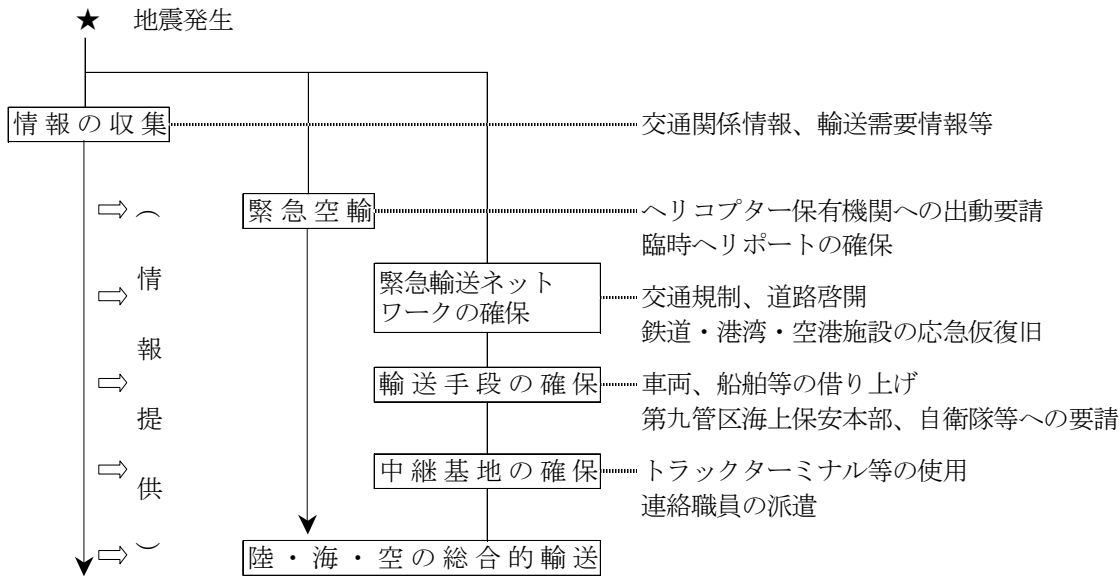 ★ 地震発生
情報の収集
交通関係情報、輸送需要情報等
緊急空輸
ヘリコプター保有機関への出動要請
臨時ヘリポートの確保
（情報提供）
緊急輸送ネット
ワークの確保
交通規制、道路啓開
鉄道・港湾・空港施設の応急仮復旧
輸送手段の確保
車両、船舶等の借り上げ
第九管区海上保安本部、自衛隊等への要請
中継基地の確保
トラックターミナル等の使用
連絡職員の派遣
陸・海・空の総合的輸送